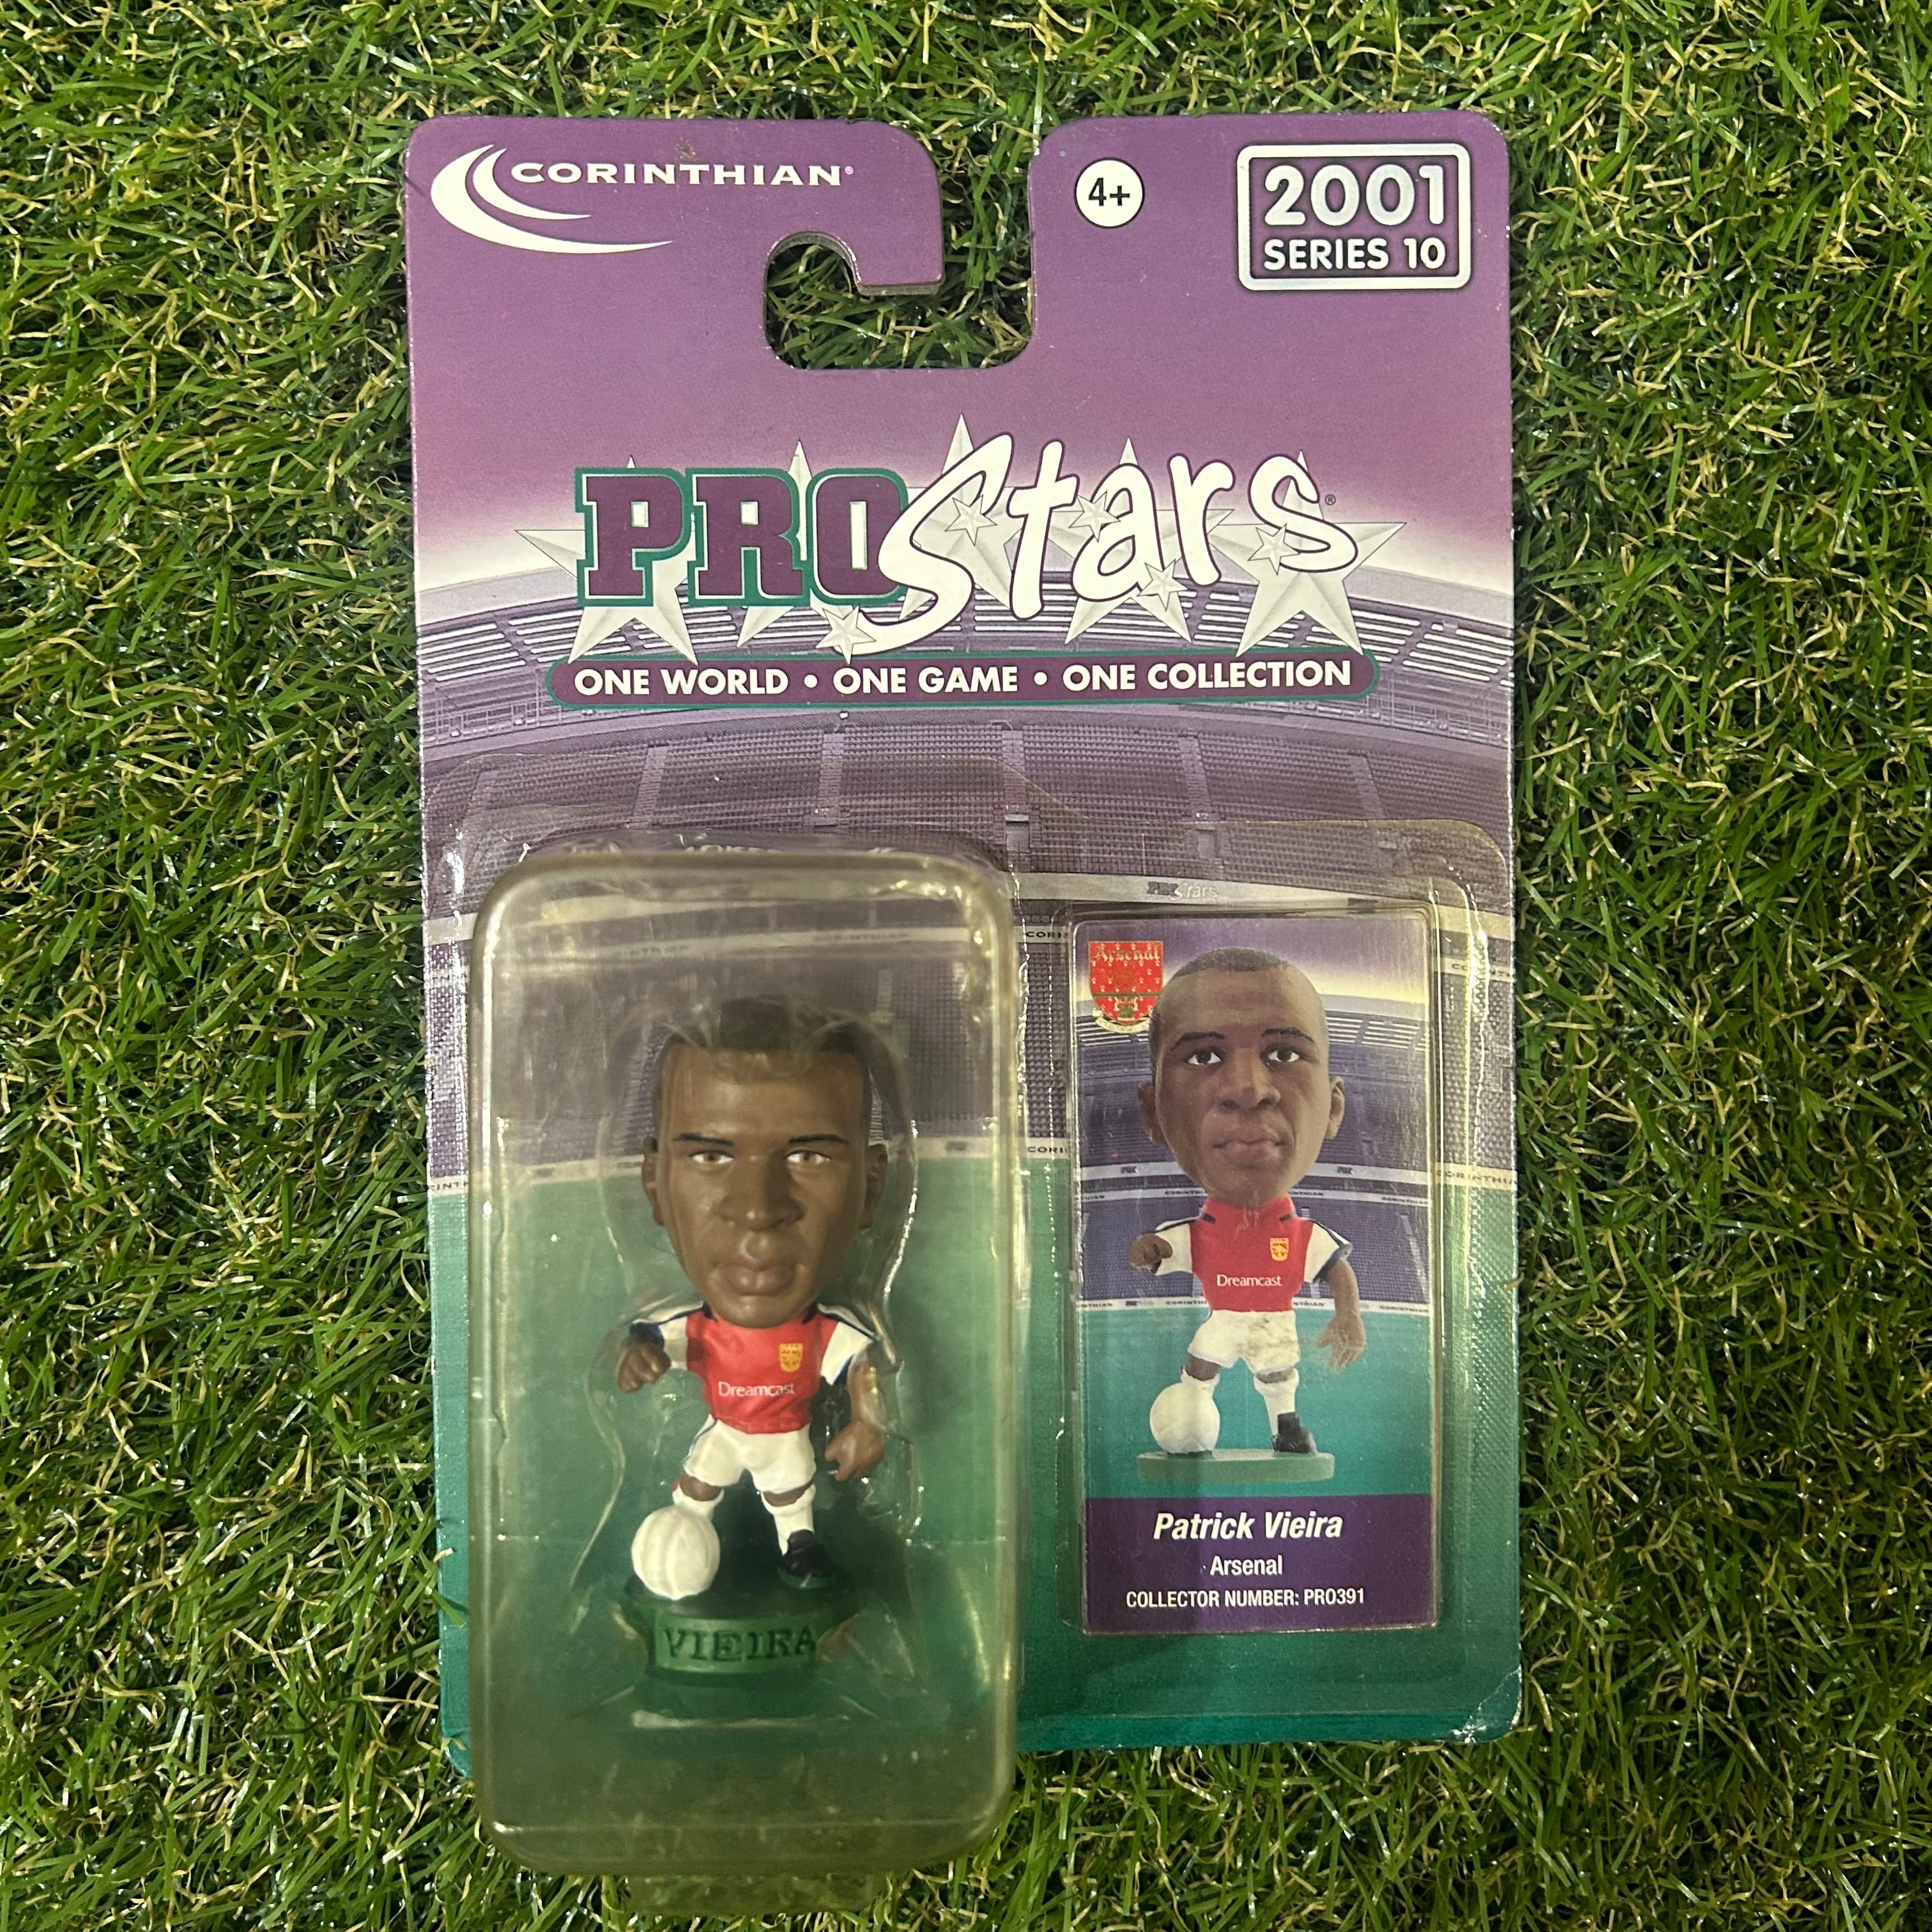 CORINTHIAN®
4+
2001
SERIES 10
PROStars®
ONE WORLD • ONE GAME • ONE COLLECTION
PROStars
Arsenal
Dreamcast
Dreamcast
VIEIRA
Patrick Vieira
Arsenal
COLLECTOR NUMBER: PRO391